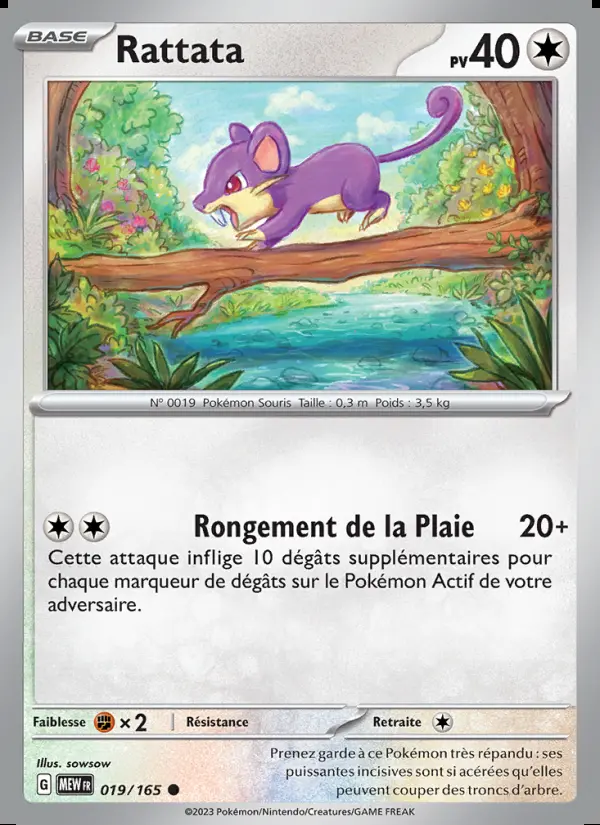 BASE Rattata PV 40
N° 0019 Pokémon Souris Taille : 0,3 m Poids : 3,5 kg
Rongement de la Plaie 20+
Cette attaque inflige 10 dégâts supplémentaires pour
chaque marqueur de dégâts sur le Pokémon Actif de votre
adversaire.
Faiblesse ×2 Résistance Retraite
Illus. sowsow
G MEW FR 019/165
Prenez garde à ce Pokémon très répandu : ses
puissantes incisives sont si acérées qu'elles
peuvent couper des troncs d'arbre.
©2023 Pokémon/Nintendo/Creatures/GAME FREAK